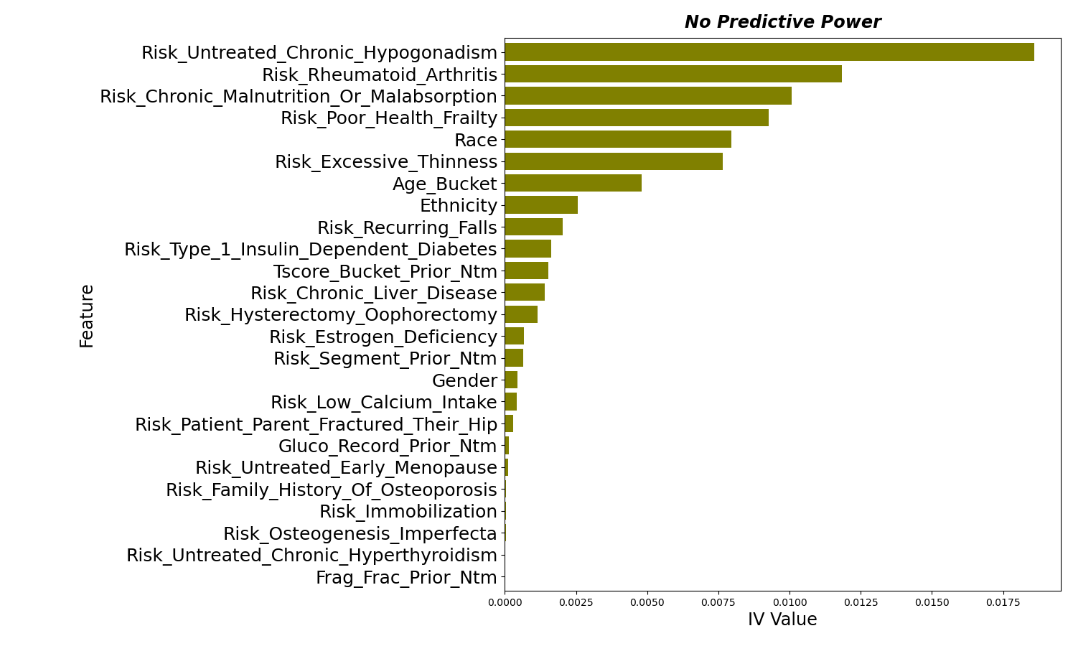 No Predictive Power
Risk_Untreated_Chronic_Hypogonadism
Risk_Rheumatoid_Arthritis
Risk_Chronic_Malnutrition_Or_Malabsorption
Risk_Poor_Health_Frailty
Race
Risk_Excessive_Thinness
Age_Bucket
Ethnicity
Risk_Recurring_Falls
Risk_Type_1_Insulin_Dependent_Diabetes
Tscore_Bucket_Prior_Ntm
Risk_Chronic_Liver_Disease
Risk_Hysterectomy_Oophorectomy
Risk_Estrogen_Deficiency
Risk_Segment_Prior_Ntm
Gender
Risk_Low_Calcium_Intake
Risk_Patient_Parent_Fractured_Their_Hip
Gluco_Record_Prior_Ntm
Risk_Untreated_Early_Menopause
Risk_Family_History_Of_Osteoporosis
Risk_Immobilization
Risk_Osteogenesis_Imperfecta
Risk_Untreated_Chronic_Hyperthyroidism
Frag_Frac_Prior_Ntm
Feature
0.0000 0.0025 0.0050 0.0075 0.0100 0.0125 0.0150 0.0175
IV Value